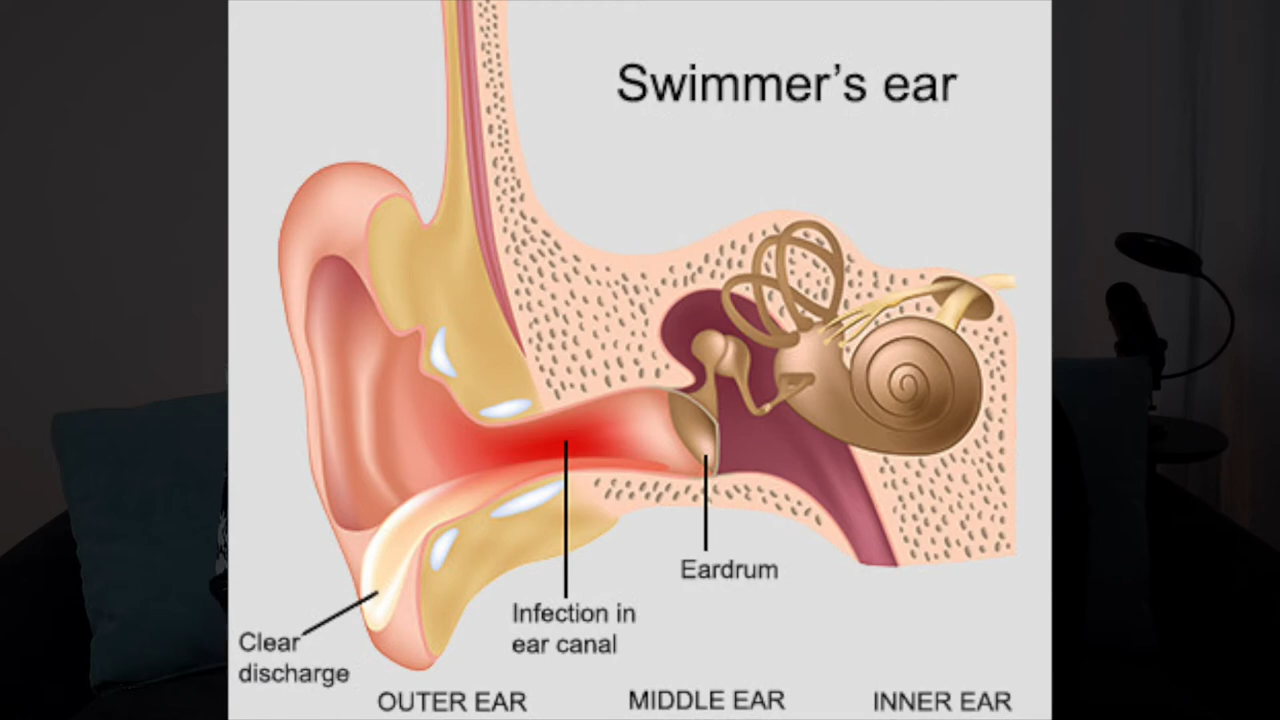 Swimmer's ear
Eardrum
Infection in
ear canal
Clear
discharge
OUTER EAR
MIDDLE EAR
INNER EAR